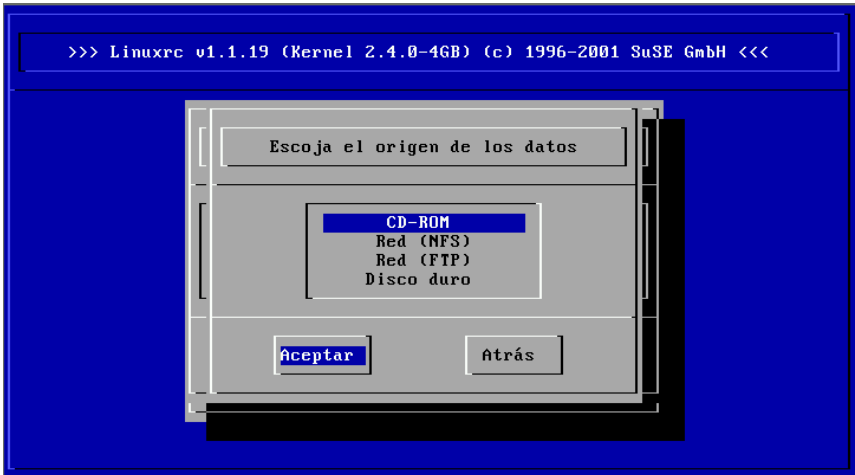 >>> Linuxrc v1.1.19 (Kernel 2.4.0-4GB) (c) 1996-2001 SuSE GmbH <<<
Escoja el origen de los datos
CD-ROM
Red (NFS)
Red (FTP)
Disco duro
Aceptar
Atrás